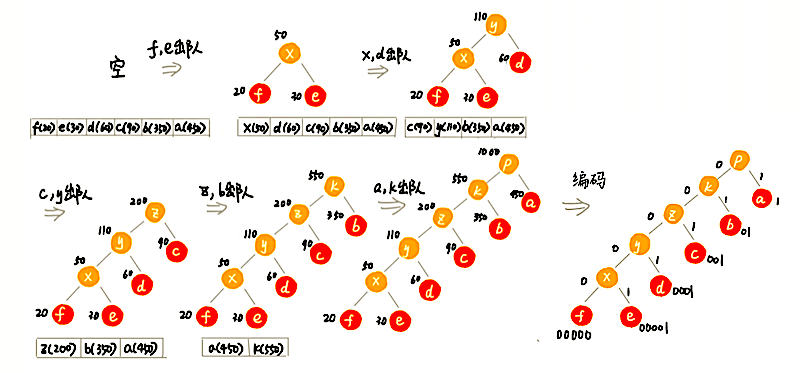 空
f,e出队
50
x
20 f
30 e
x,d出队
110
y
50
x
60 d
20 f
30 e
f(20) e(30) d(60) c(90) b(350) a(450)
x(50) d(60) c(90) b(350) a(450)
c(90) y(110) b(350) a(450)
c,y出队
200
z
110
y
90 c
50
x
60 d
20 f
30 e
z(200) b(350) a(450)
z,b出队
550
k
200
z
350 b
110
y
90 c
50
x
60 d
20 f
30 e
a(450) k(550)
a,k出队
1000
p
550
k
450 a
200
z
350 b
110
y
90 c
50
x
60 d
20 f
30 e
编码
p
0 1
k a 1
0 1
z b 01
0 1
y c 001
0 1
x d 0001
0 1
f e
00000 00001